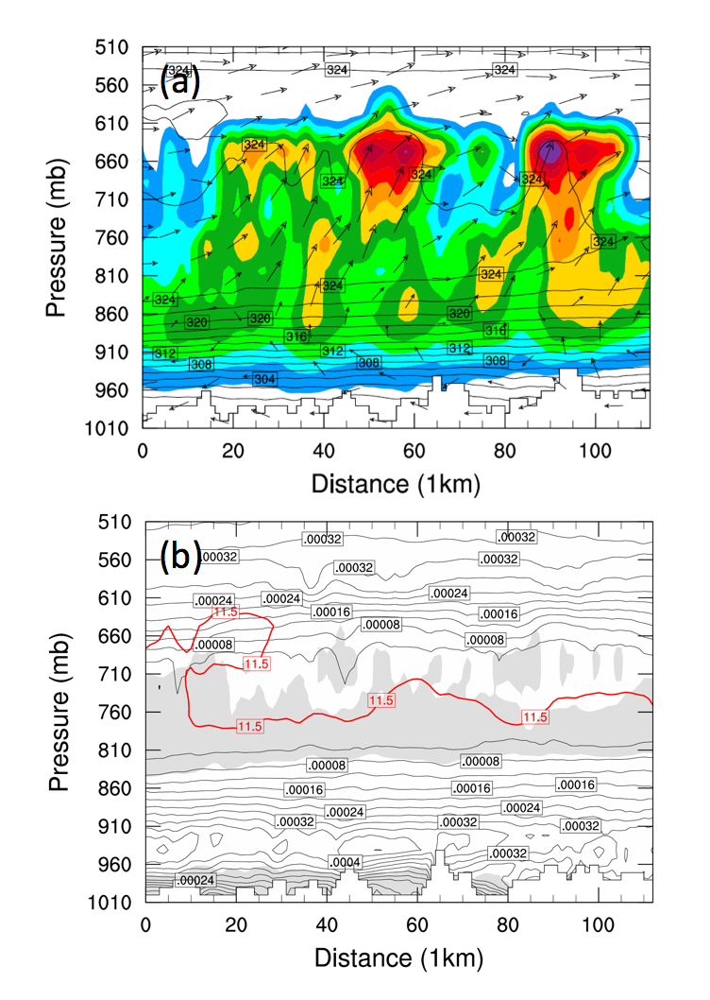 (a)
510
560
610
660
710
760
810
860
910
960
1010
Pressure (mb)
324 324 324
324
324 324 324
324
324 324
324
320 320 320
316 316
312 312 312
308 308 308
304
0 20 40 60 80 100
Distance (1km)
(b)
510
560
610
660
710
760
810
860
910
960
1010
Pressure (mb)
.00032 .00032
.00032 .00032 .00032
.00024 .00024 .00024
11.5 .00016 .00016
.00008 .00008 .00008
11.5
11.5
11.5 11.5
.00008 .00008
.00016 .00016 .00016
.00024 .00024
.00032 .00032 .00032
.0004 .00032
.00024
0 20 40 60 80 100
Distance (1km)